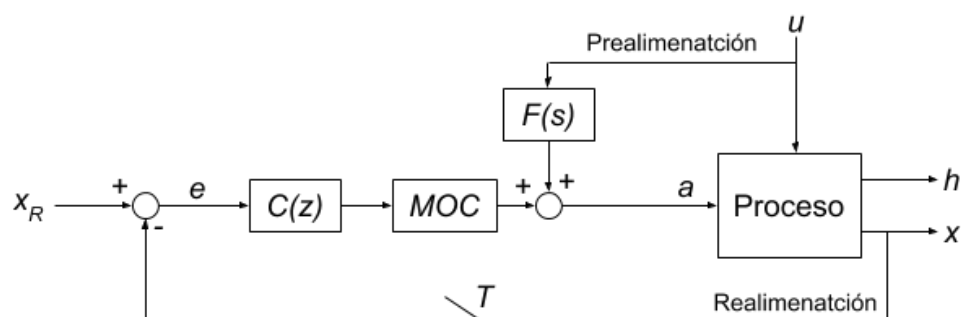 u
Prealimenatción
F(s)
+
+ +
x_R
e
C(z)
MOC
a
Proceso
h
-
x
T
Realimenatción